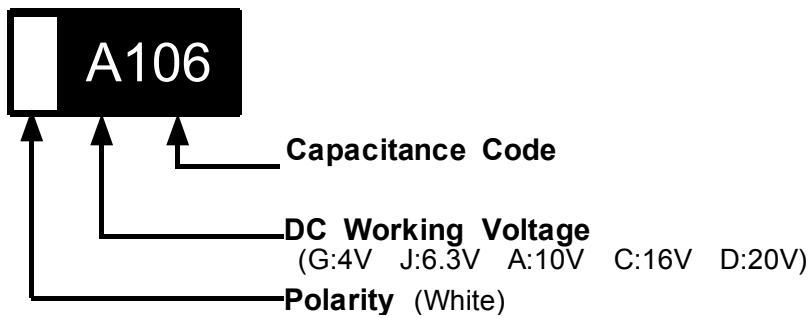 A106
Capacitance Code
DC Working Voltage
(G:4V J:6.3V A:10V C:16V D:20V)
Polarity (White)